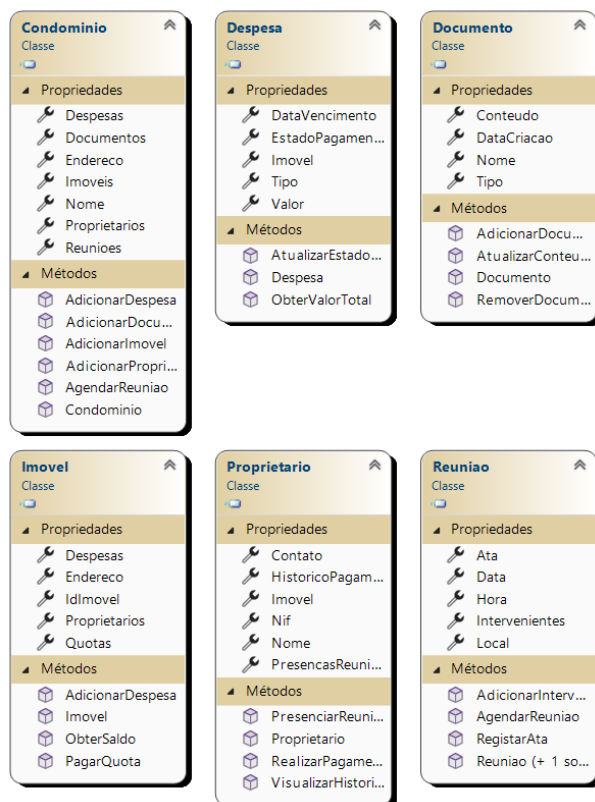 Condominio
Classe
Propriedades
Despesas
Documentos
Endereco
Imoveis
Nome
Proprietarios
Reunioes
Métodos
AdicionarDespesa
AdicionarDocu...
AdicionarImovel
AdicionarPropri...
AgendarReuniao
Condominio
Despesa
Classe
Propriedades
DataVencimento
EstadoPagamen...
Imovel
Tipo
Valor
Métodos
AtualizarEstado...
Despesa
ObterValorTotal
Documento
Classe
Propriedades
Conteudo
DataCriacao
Nome
Tipo
Métodos
AdicionarDocu...
AtualizarConteu...
Documento
RemoverDocum...
Imovel
Classe
Propriedades
Despesas
Endereco
IdImovel
Proprietarios
Quotas
Métodos
AdicionarDespesa
Imovel
ObterSaldo
PagarQuota
Proprietario
Classe
Propriedades
Contato
HistoricoPagam...
Imovel
Nif
Nome
PresencasReuni...
Métodos
PresenciarReuni...
Proprietario
RealizarPagame...
VisualizarHistori...
Reuniao
Classe
Propriedades
Ata
Data
Hora
Intervenientes
Local
Métodos
AdicionarInterv...
AgendarReuniao
RegistarAta
Reuniao (+ 1 so...